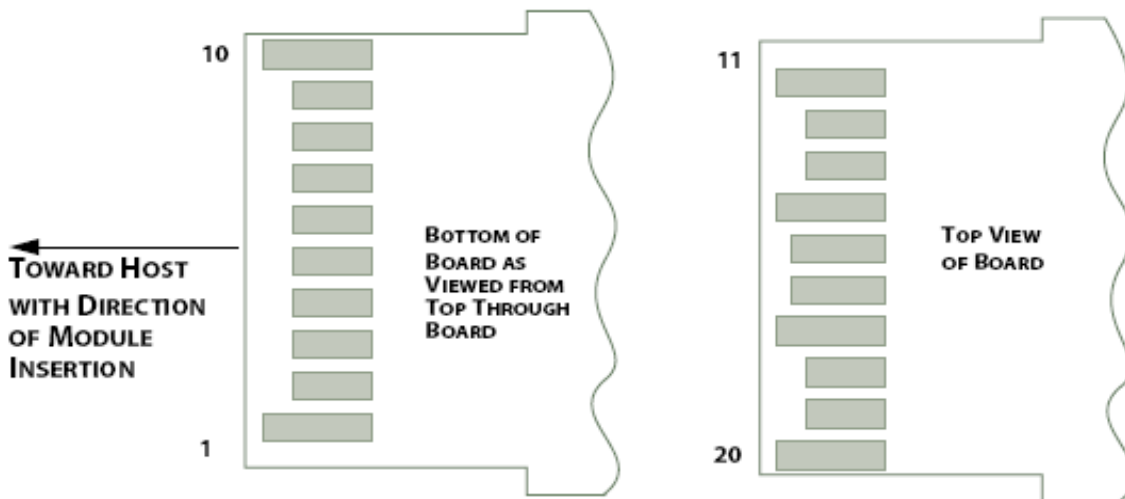 10
1
Toward Host
with Direction
of Module
Insertion
Bottom of
Board as
Viewed from
Top Through
Board
11
20
Top View
of Board